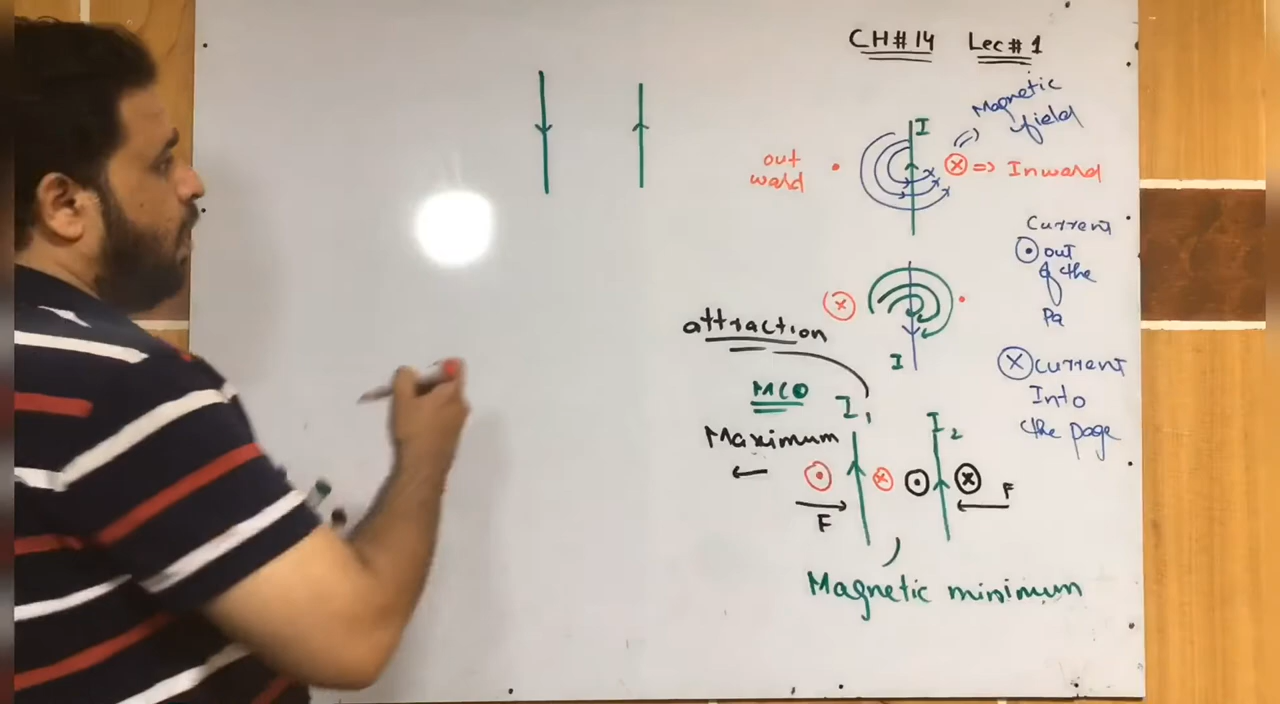 CH#14 Lec#1
Magnetic
field
I
out
ward
⊗ => Inward
Current
⊙ out
of the
Pa
⊗
I
attraction
⊗ current
Into
the page
MCQ
I₁ I₂
Maximum
←
⊙ ⊗ ⊙ ⊗
F
F
Magnetic minimum